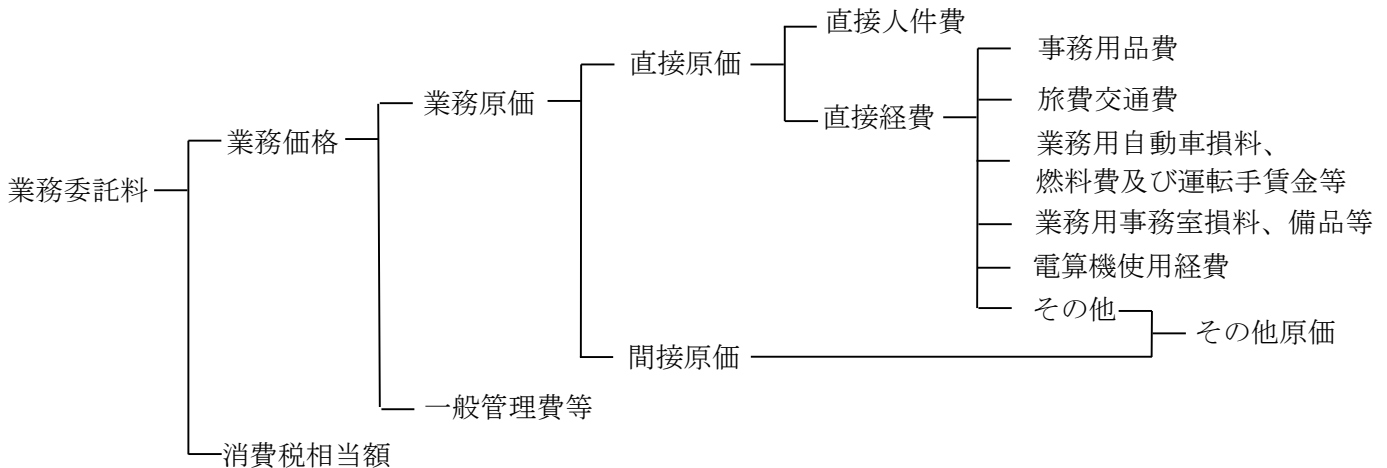 業務委託料
業務価格
業務原価
直接原価
直接人件費
直接経費
事務用品費
旅費交通費
業務用自動車損料、
燃料費及び運転手賃金等
業務用事務室損料、備品等
電算機使用経費
その他
その他原価
間接原価
一般管理費等
消費税相当額